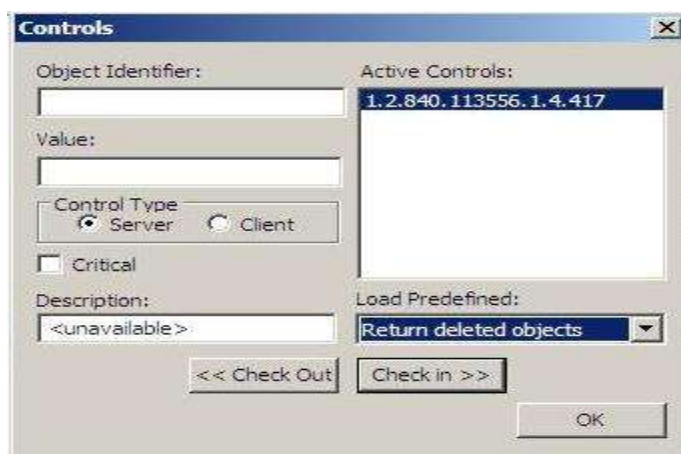 Controls
Object Identifier:
Active Controls:
1.2.840.113556.1.4.417
Value:
Control Type
Server
Client
Critical
Description:
<unavailable>
Load Predefined:
Return deleted objects
<< Check Out
Check in >>
OK